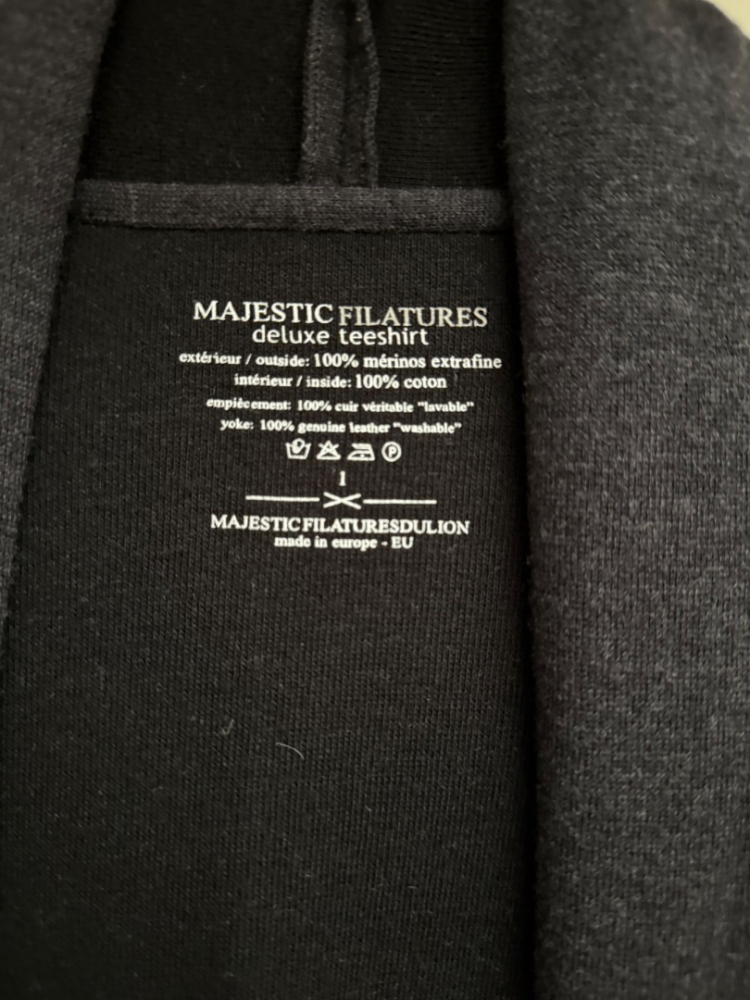 MAJESTIC FILATURES
deluxe teeshirt
extérieur / outside: 100% mérinos extrafine
intérieur / inside: 100% coton
empiècement: 100% cuir véritable "lavable"
yoke: 100% genuine leather "washable"
P
1
MAJESTICFILATURESDULION
made in europe - EU